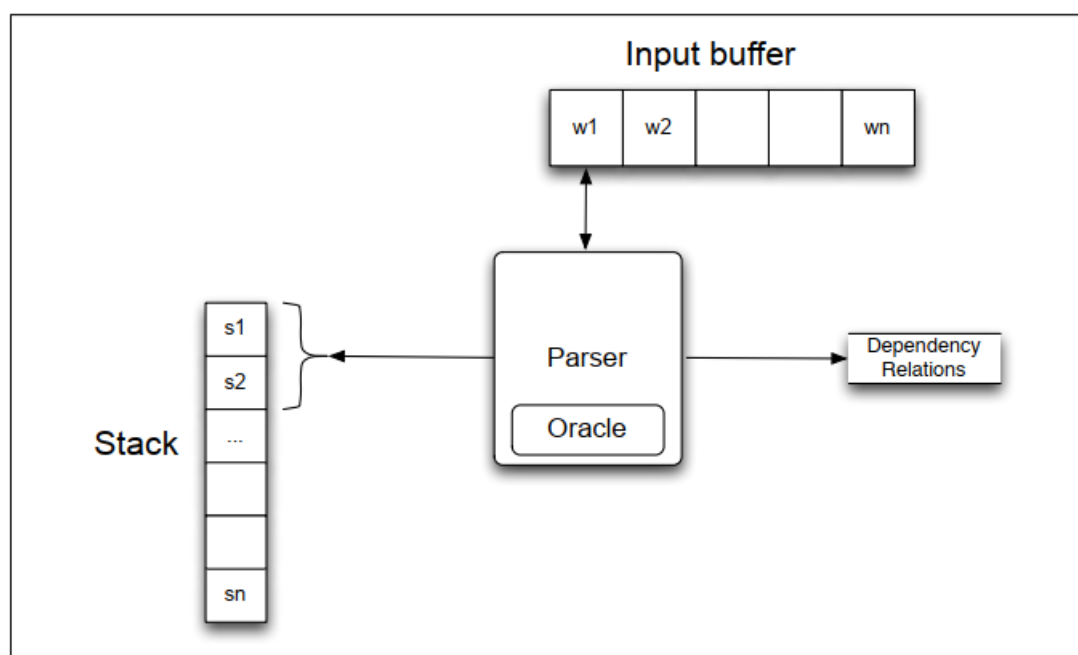 Input buffer
w1 w2 wn
s1
s2
...
sn
Stack
Parser
Oracle
Dependency
Relations